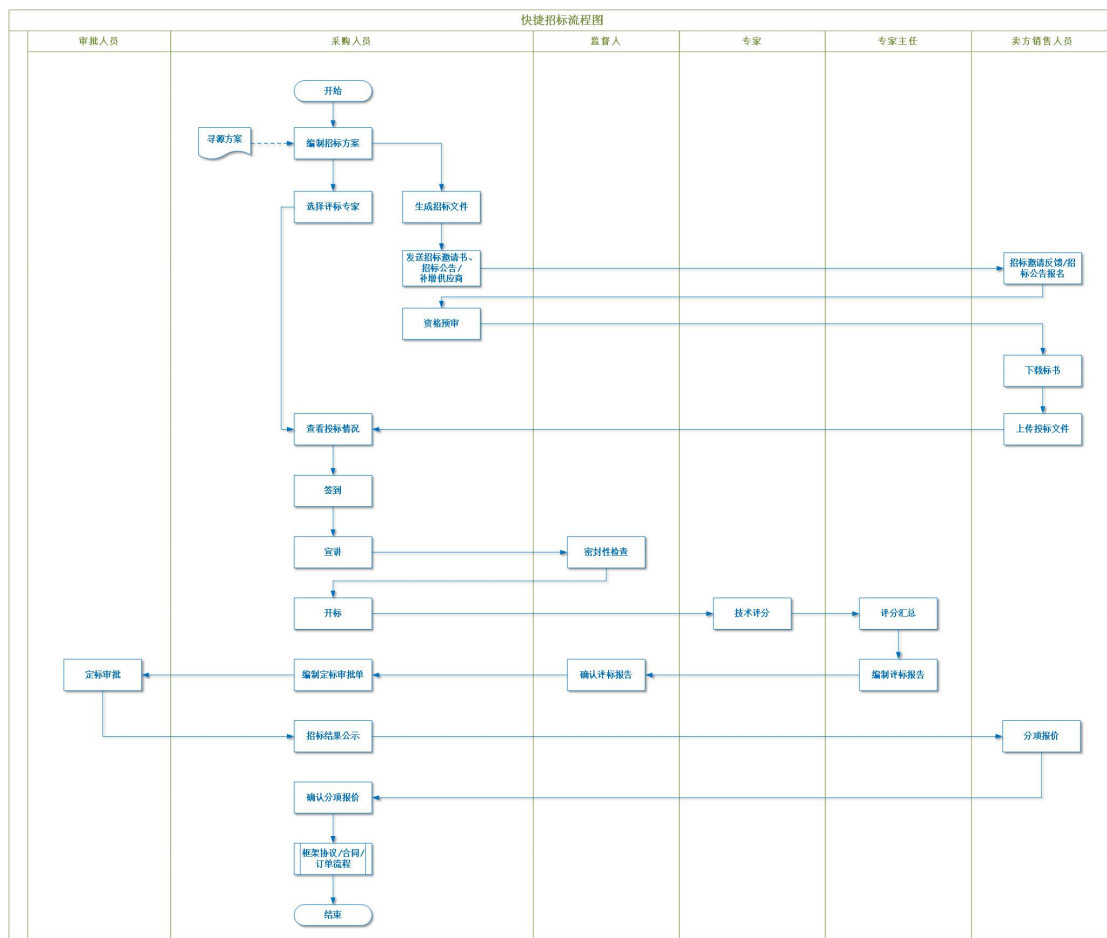 快捷招标流程图
审批人员
采购人员
监督人
专家
专家主任
卖方销售人员
开始
寻源方案
编制招标方案
选择评标专家
生成招标文件
发送招标邀请书、
招标公告/
补增供应商
招标邀请反馈/招
标公告报名
资格预审
下载标书
查看投标情况
上传投标文件
签到
宣讲
密封性检查
开标
技术评分
评分汇总
定标审批
编制定标审批单
确认评标报告
编制评标报告
招标结果公示
分项报价
确认分项报价
框架协议/合同/
订单流程
结束